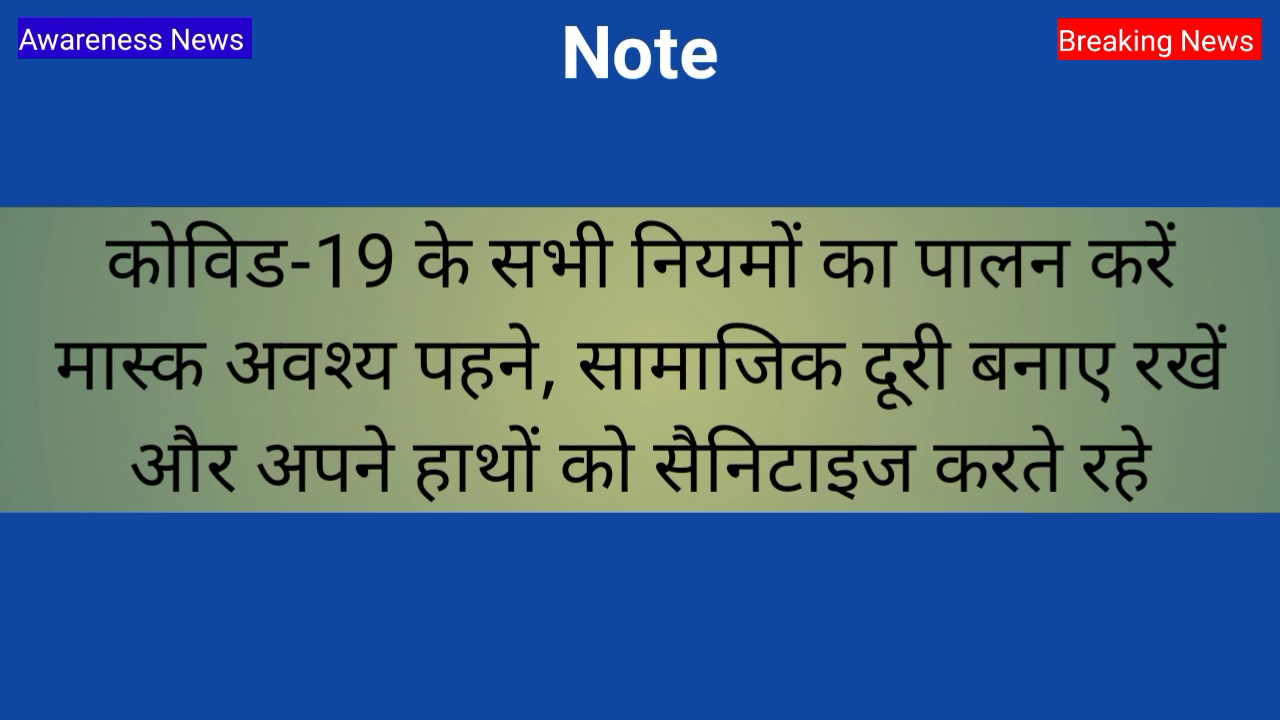 Awareness News
Note
Breaking News
कोविड-19 के सभी नियमों का पालन करें
मास्क अवश्य पहने, सामाजिक दूरी बनाए रखें
और अपने हाथों को सैनिटाइज करते रहे